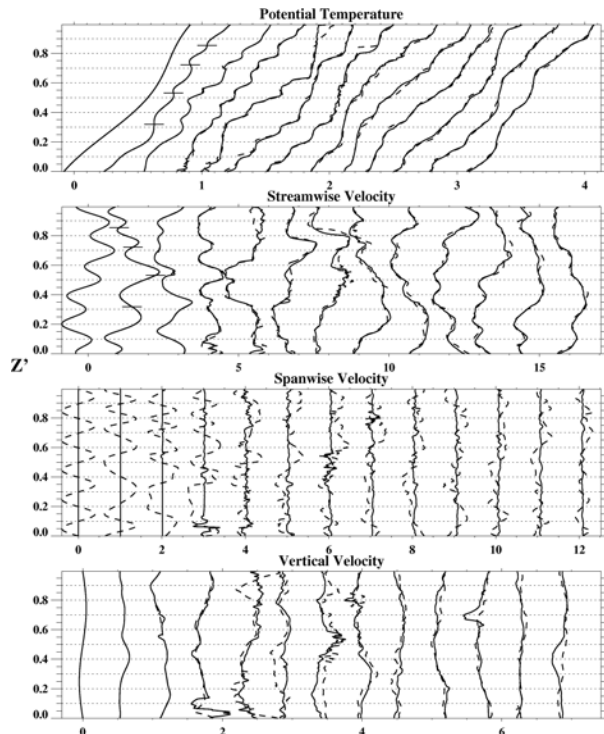 Potential Temperature
0.8
0.6
0.4
0.2
0.0
0 1 2 3 4
Streamwise Velocity
0.8
0.6
0.4
0.2
0.0
0 5 10 15
Z'
Spanwise Velocity
0.8
0.6
0.4
0.2
0.0
0 2 4 6 8 10 12
Vertical Velocity
0.8
0.6
0.4
0.2
0.0
0 2 4 6